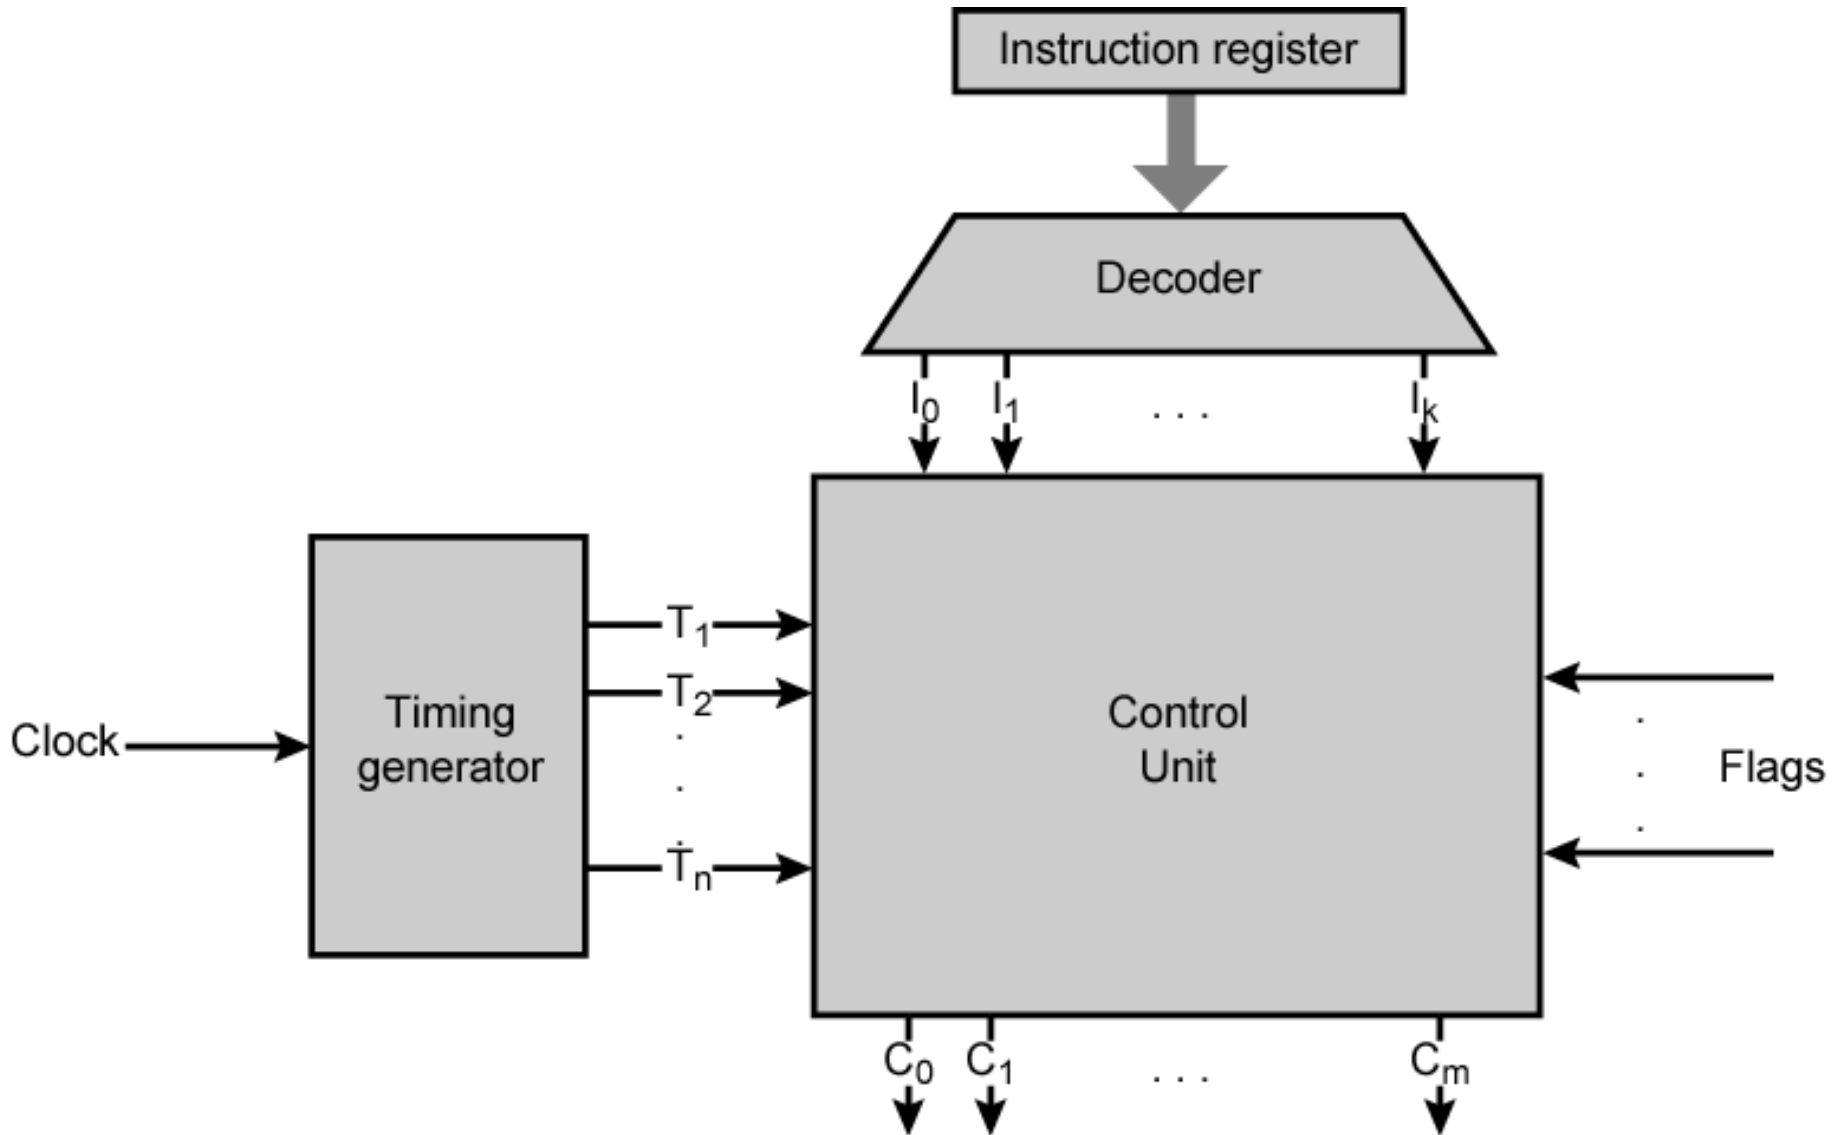 Instruction register
Decoder
I0 I1 . . . Ik
Timing
generator
Clock
T1
T2
.
.
.
Tn
Control
Unit
.
.
.
Flags
C0 C1 . . . Cm